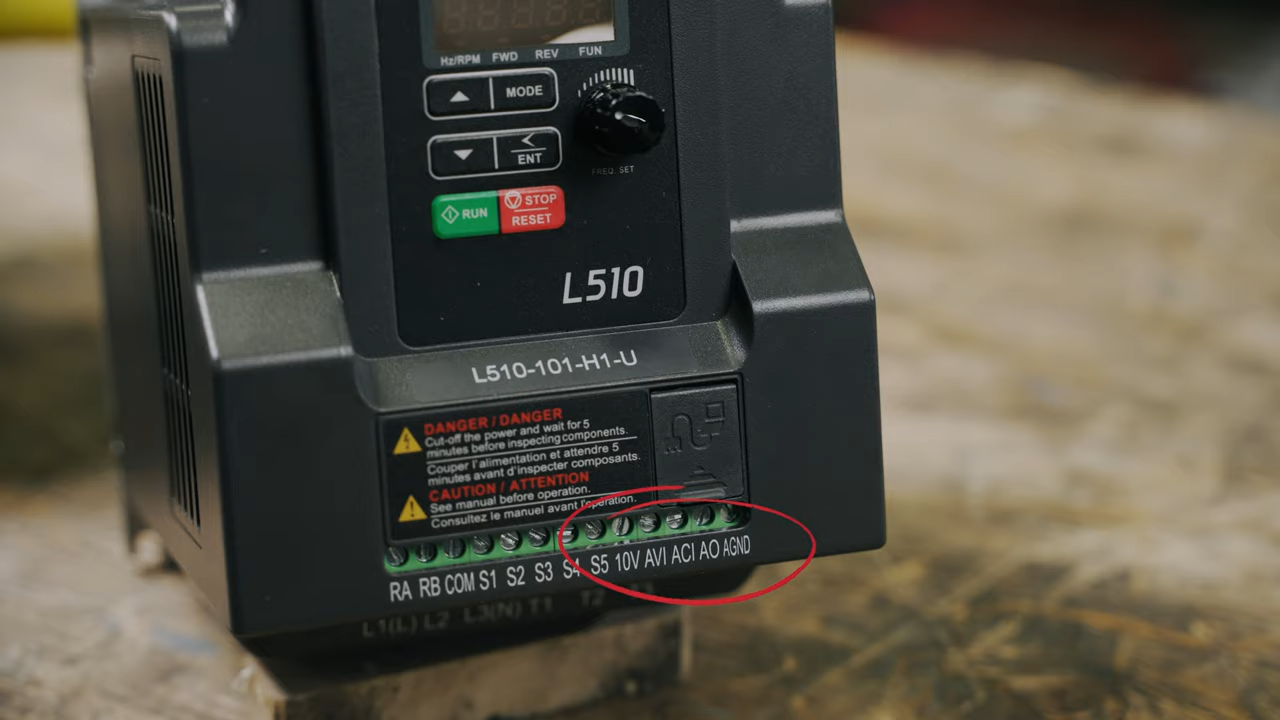 Hz/RPM FWD REV FUN
MODE
ENT
FREQ. SET
RUN STOP
RESET
L510
L510-101-H1-U
DANGER / DANGER
Cut-off the power and wait for 5
minutes before inspecting components.
Couper l'alimentation et attendre 5
minutes avant d'inspecter composants.
CAUTION / ATTENTION
See manual before operation.
Consultez le manuel avant l'operation.
RA RB COM S1 S2 S3 S4 S5 10V AVI ACI AO AGND
L1(L) L2 L3(N) T1 T2